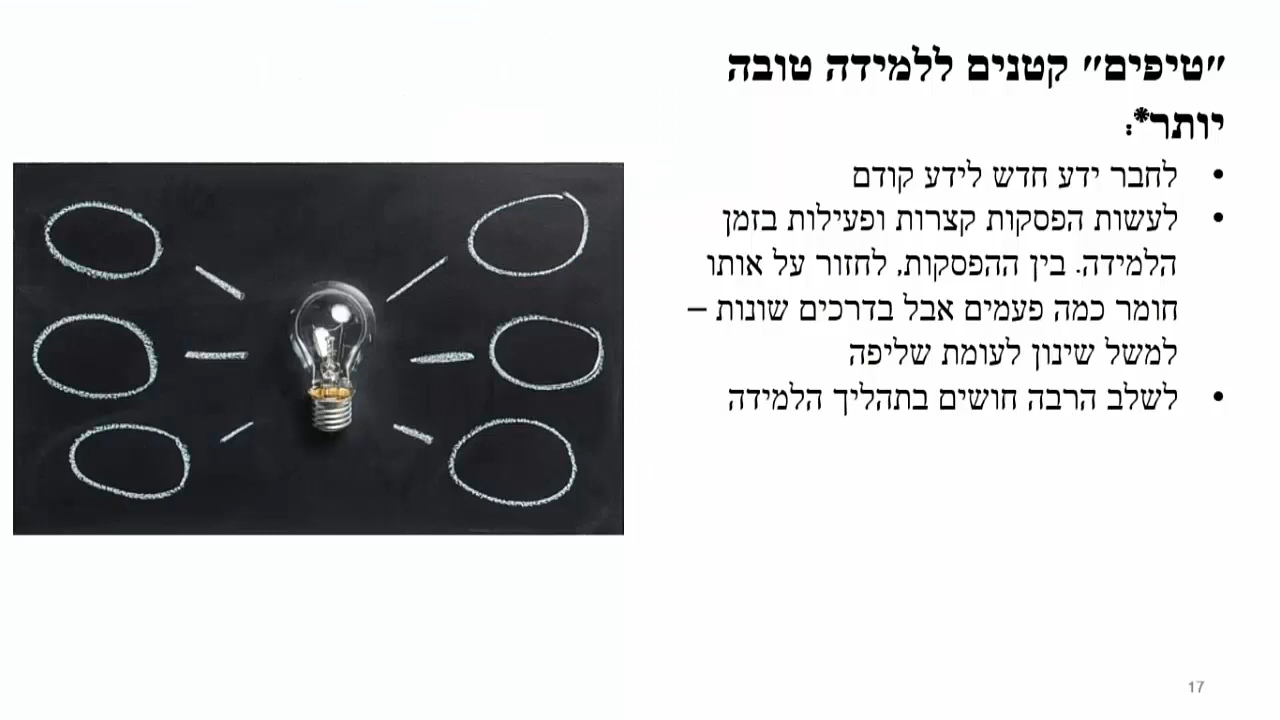 "טיפים" קטנים ללמידה טובה
יותר*:
• לחבר ידע חדש לידע קודם
• לעשות הפסקות קצרות ופעילות בזמן
הלמידה. בין ההפסקות, לחזור על אותו
חומר כמה פעמים אבל בדרכים שונות –
למשל שינון לעומת שליפה
• לשלב הרבה חושים בתהליך הלמידה
17